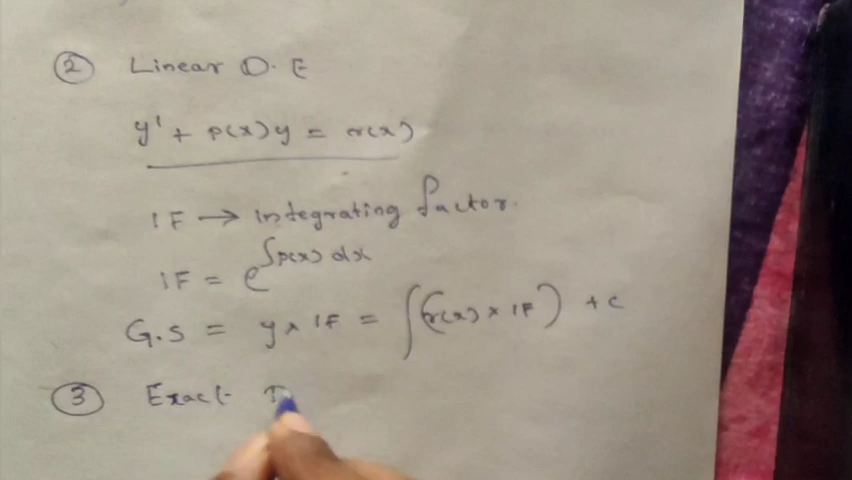 ② Linear D.E
y' + p(x)y = r(x)
IF → integrating factor.
IF = e^∫p(x) dx
G.S = y × IF = ∫(r(x) × IF) + c
③ Exact D